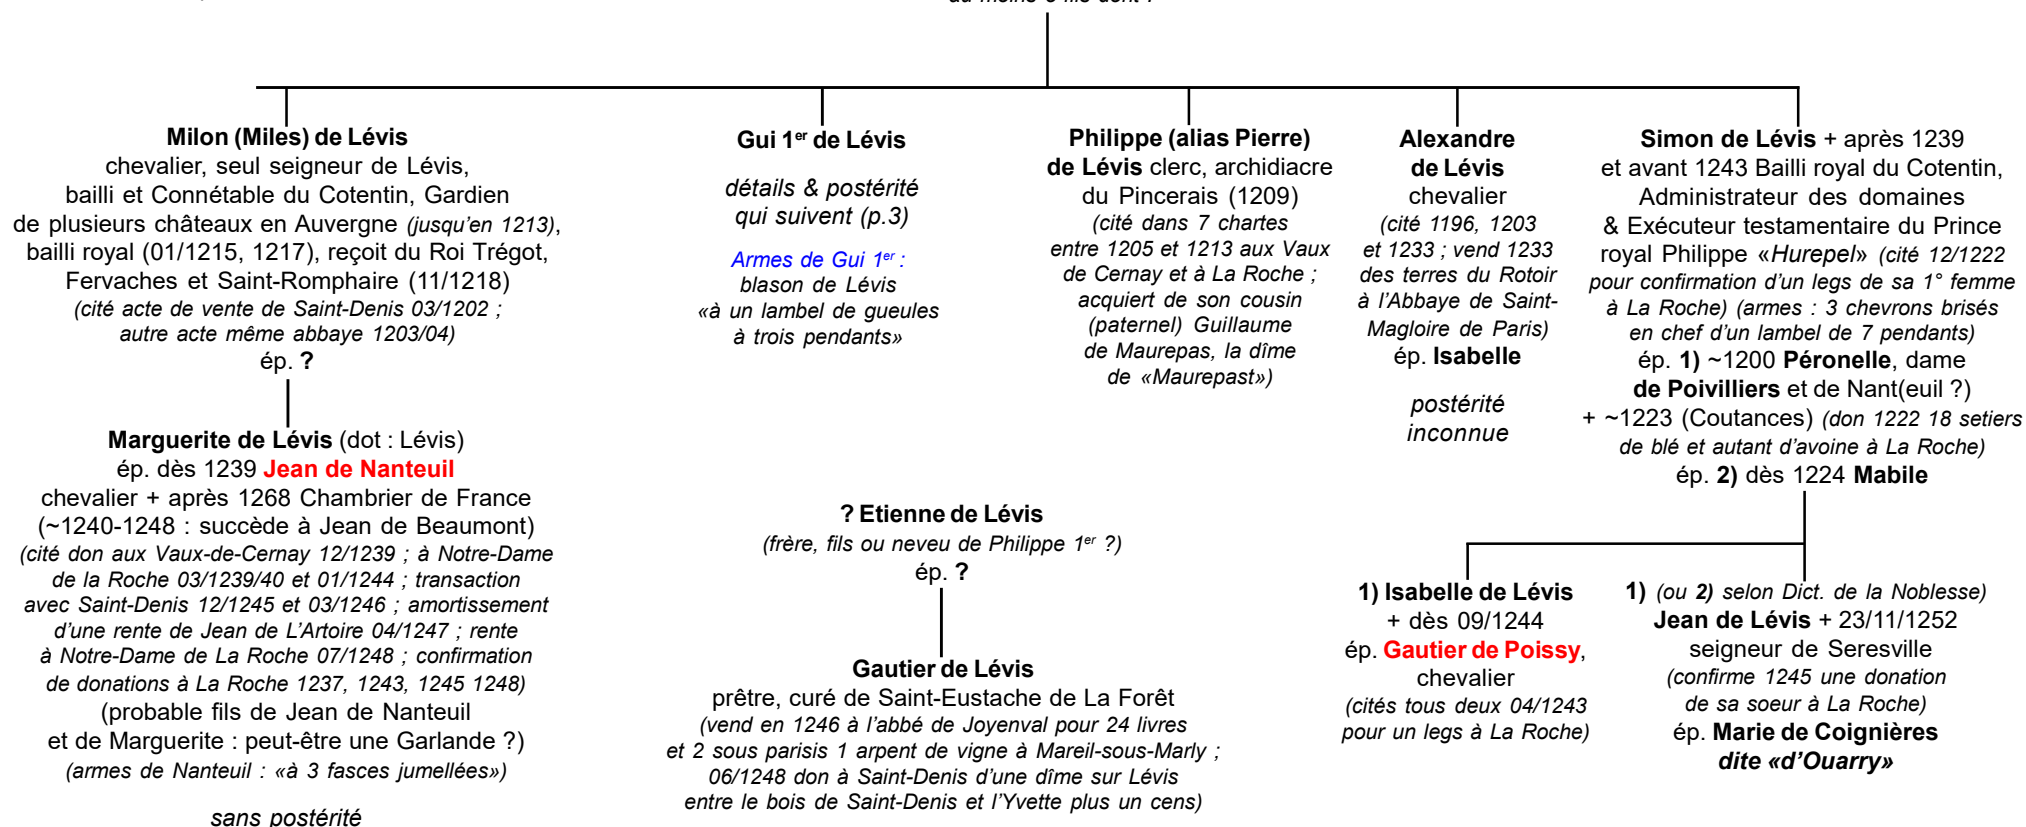 Milon (Miles) de Lévis
chevalier, seul seigneur de Lévis,
bailli et Connétable du Cotentin, Gardien
de plusieurs châteaux en Auvergne (jusqu'en 1213),
bailli royal (01/1215, 1217), reçoit du Roi Trégot,
Fervaches et Saint-Romphaire (11/1218)
(cité acte de vente de Saint-Denis 03/1202 ;
autre acte même abbaye 1203/04)
ép. ?
Marguerite de Lévis (dot : Lévis)
ép. dès 1239 Jean de Nanteuil
chevalier + après 1268 Chambrier de France
(~1240-1248 : succède à Jean de Beaumont)
(cité don aux Vaux-de-Cernay 12/1239 ; à Notre-Dame
de la Roche 03/1239/40 et 01/1244 ; transaction
avec Saint-Denis 12/1245 et 03/1246 ; amortissement
d'une rente de Jean de L'Artoire 04/1247 ; rente
à Notre-Dame de La Roche 07/1248 ; confirmation
de donations à La Roche 1237, 1243, 1245 1248)
(probable fils de Jean de Nanteuil
et de Marguerite : peut-être une Garlande ?)
(armes de Nanteuil : «à 3 fasces jumellées»)
sans postérité
Gui 1er de Lévis
détails & postérité
qui suivent (p.3)
Armes de Gui 1er :
blason de Lévis
«à un lambel de gueules
à trois pendants»
? Etienne de Lévis
(frère, fils ou neveu de Philippe 1er ?)
ép. ?
Gautier de Lévis
prêtre, curé de Saint-Eustache de La Forêt
(vend en 1246 à l'abbé de Joyenval pour 24 livres
et 2 sous parisis 1 arpent de vigne à Mareil-sous-Marly ;
06/1248 don à Saint-Denis d'une dîme sur Lévis
entre le bois de Saint-Denis et l'Yvette plus un cens)
Philippe (alias Pierre)
de Lévis clerc, archidiacre
du Pincerais (1209)
(cité dans 7 chartes
entre 1205 et 1213 aux Vaux
de Cernay et à La Roche ;
acquiert de son cousin
(paternel) Guillaume
de Maurepas, la dîme
de «Maurepast»)
Alexandre
de Lévis
chevalier
(cité 1196, 1203
et 1233 ; vend 1233
des terres du Rotoir
à l'Abbaye de Saint-
Magloire de Paris)
ép. Isabelle
postérité
inconnue
Simon de Lévis + après 1239
et avant 1243 Bailli royal du Cotentin,
Administrateur des domaines
& Exécuteur testamentaire du Prince
royal Philippe «Hurepel» (cité 12/1222
pour confirmation d'un legs de sa 1° femme
à La Roche) (armes : 3 chevrons brisés
en chef d'un lambel de 7 pendants)
ép. 1) ~1200 Péronelle, dame
de Poivilliers et de Nant(euil ?)
+ ~1223 (Coutances) (don 1222 18 setiers
de blé et autant d'avoine à La Roche)
ép. 2) dès 1224 Mabile
1) Isabelle de Lévis
+ dès 09/1244
ép. Gautier de Poissy,
chevalier
(cités tous deux 04/1243
pour un legs à La Roche)
1) (ou 2) selon Dict. de la Noblesse)
Jean de Lévis + 23/11/1252
seigneur de Seresville
(confirme 1245 une donation
de sa soeur à La Roche)
ép. Marie de Coignières
dite «d'Ouarry»